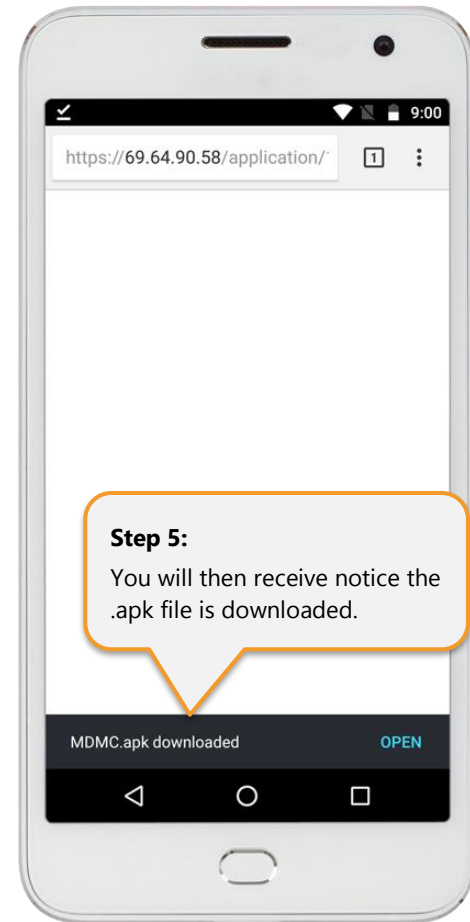 9:00
https://69.64.90.58/application/
1
Step 5:
You will then receive notice the
.apk file is downloaded.
MDMC.apk downloaded
OPEN